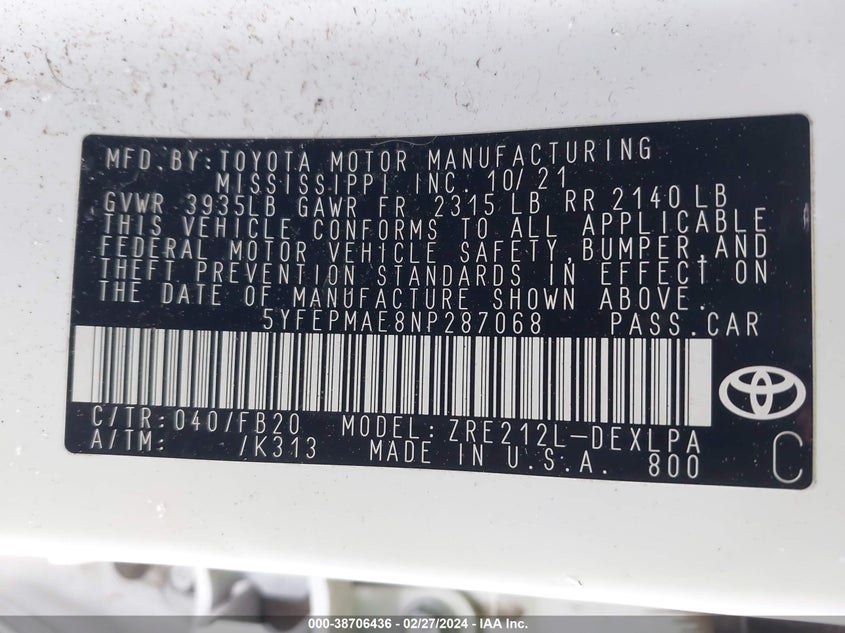 MFD. BY: TOYOTA MOTOR MANUFACTURING
MISSISSIPPI INC. 10/21
GVWR 3935LB GAWR FR 2315 LB RR 2140 LB
THIS VEHICLE CONFORMS TO ALL APPLICABLE
FEDERAL MOTOR VEHICLE SAFETY, BUMPER, AND
THEFT PREVENTION STANDARDS IN EFFECT ON
THE DATE OF MANUFACTURE SHOWN ABOVE.
5YFEPMAE8NP287068 PASS. CAR
C/TR: 040/FB20 MODEL: ZRE212L-DEXLPA
A/TM: /K313 MADE IN U.S.A. 800
C
000-38706436 - 02/27/2024 - IAA Inc.